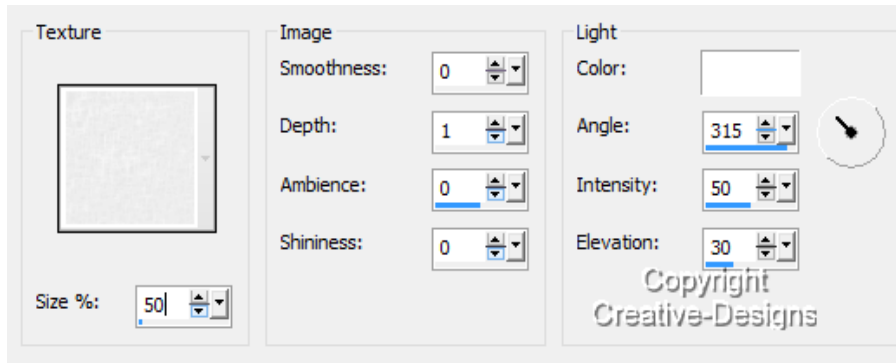 Texture
Size %: 50
Image
Smoothness: 0
Depth: 1
Ambience: 0
Shininess: 0
Light
Color:
Angle: 315
Intensity: 50
Elevation: 30
Copyright
Creative-Designs